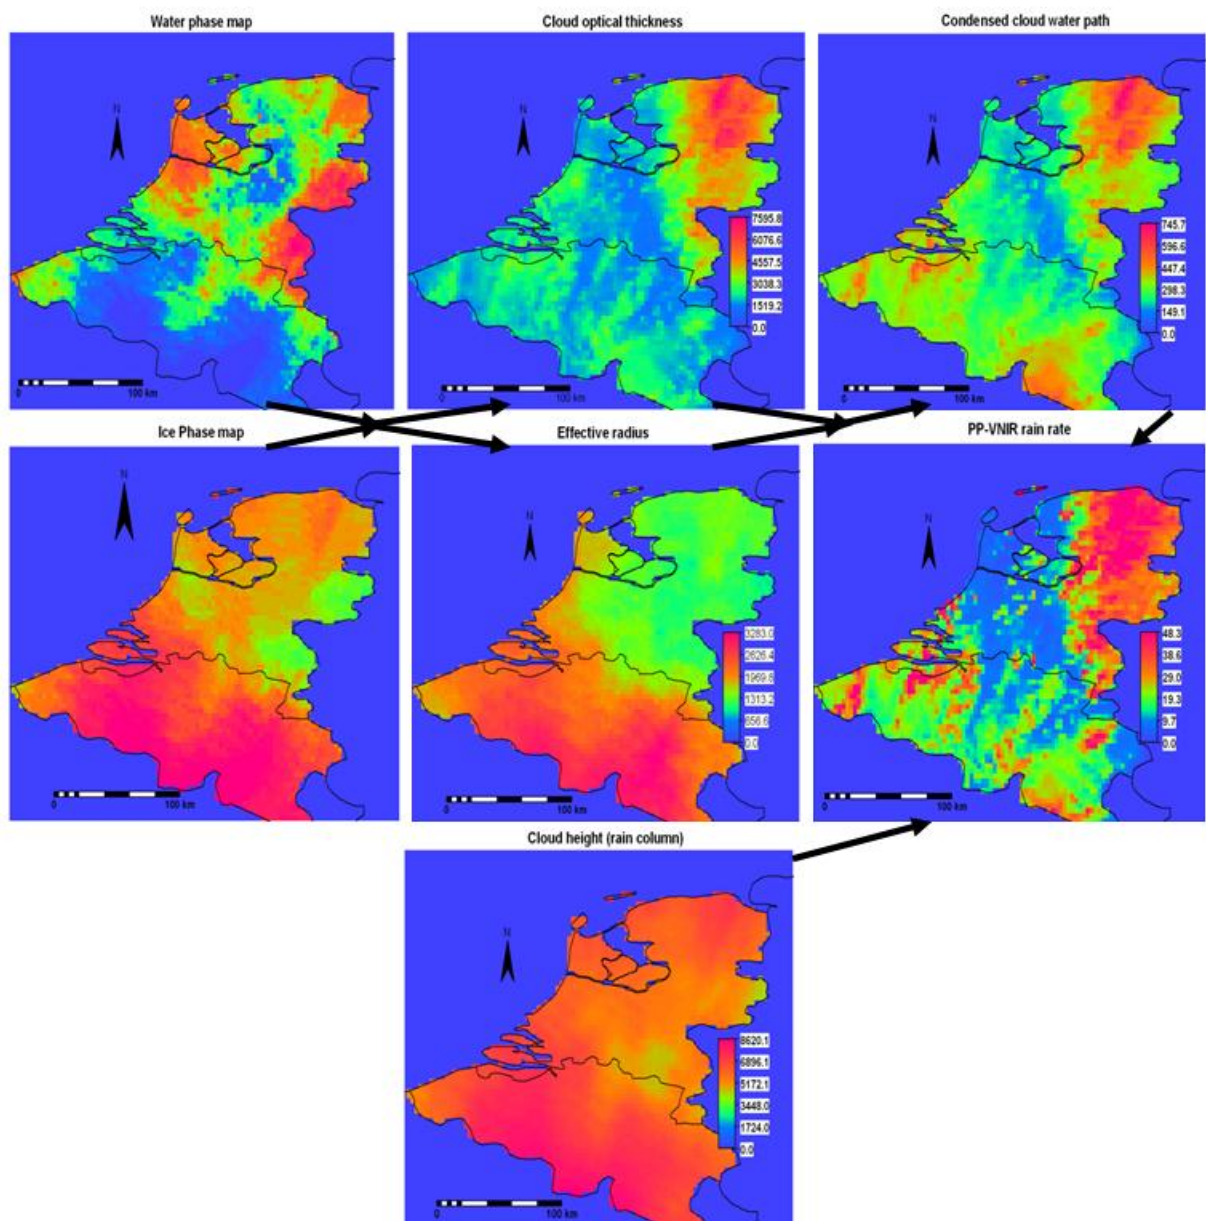 Water phase map
Cloud optical thickness
Condensed cloud water path
N
N
N
7595.8
6076.6
4557.5
3038.3
1519.2
0.0
745.7
596.6
447.4
298.3
149.1
0.0
0 100 km
0 100 km
0 100 km
Ice Phase map
Effective radius
PP-VNIR rain rate
N
N
N
3283.0
2626.4
1969.8
1313.2
656.6
0.0
48.3
38.6
29.0
19.3
9.7
0.0
0 100 km
0 100 km
0 100 km
Cloud height (rain column)
N
8620.1
6896.1
5172.1
3448.0
1724.0
0.0
0 100 km